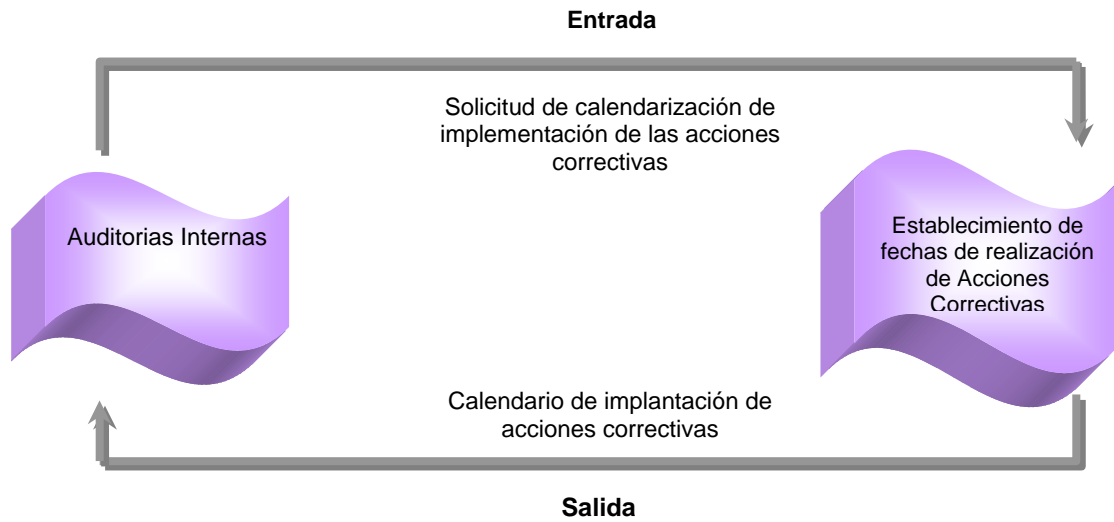 Entrada
Solicitud de calendarización de
implementación de las acciones
correctivas
Auditorias Internas
Establecimiento de
fechas de realización
de Acciones
Correctivas
Calendario de implantación de
acciones correctivas
Salida